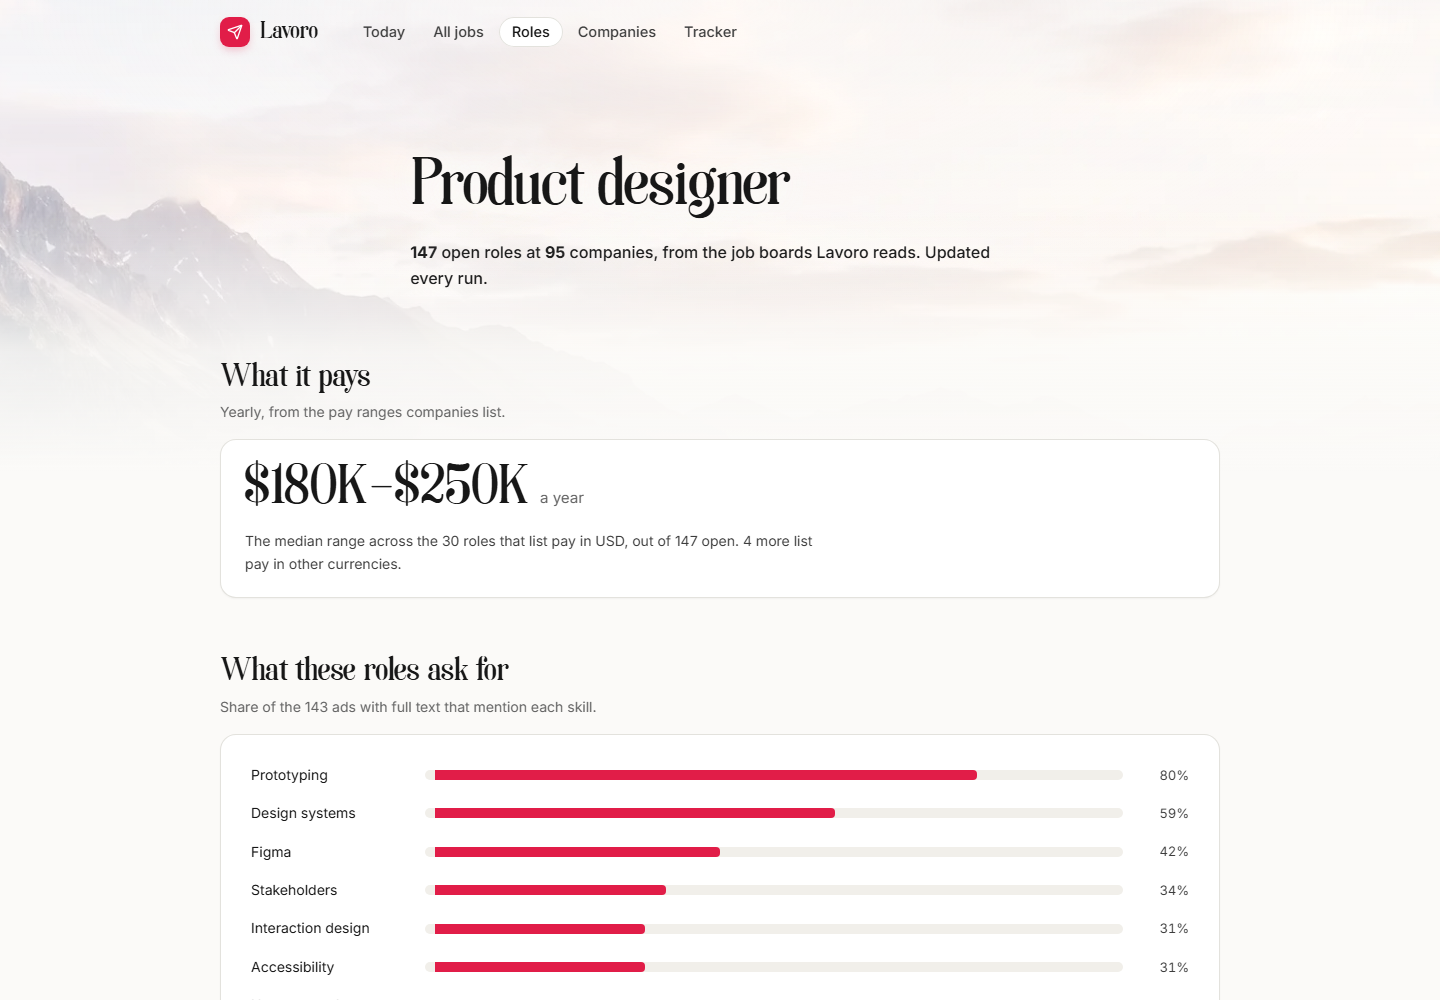 Lavoro
Today
All jobs
Roles
Companies
Tracker
Product designer
147 open roles at 95 companies, from the job boards Lavoro reads. Updated
every run.
What it pays
Yearly, from the pay ranges companies list.
$180K–$250K a year
The median range across the 30 roles that list pay in USD, out of 147 open. 4 more list
pay in other currencies.
What these roles ask for
Share of the 143 ads with full text that mention each skill.
Prototyping 80%
Design systems 59%
Figma 42%
Stakeholders 34%
Interaction design 31%
Accessibility 31%